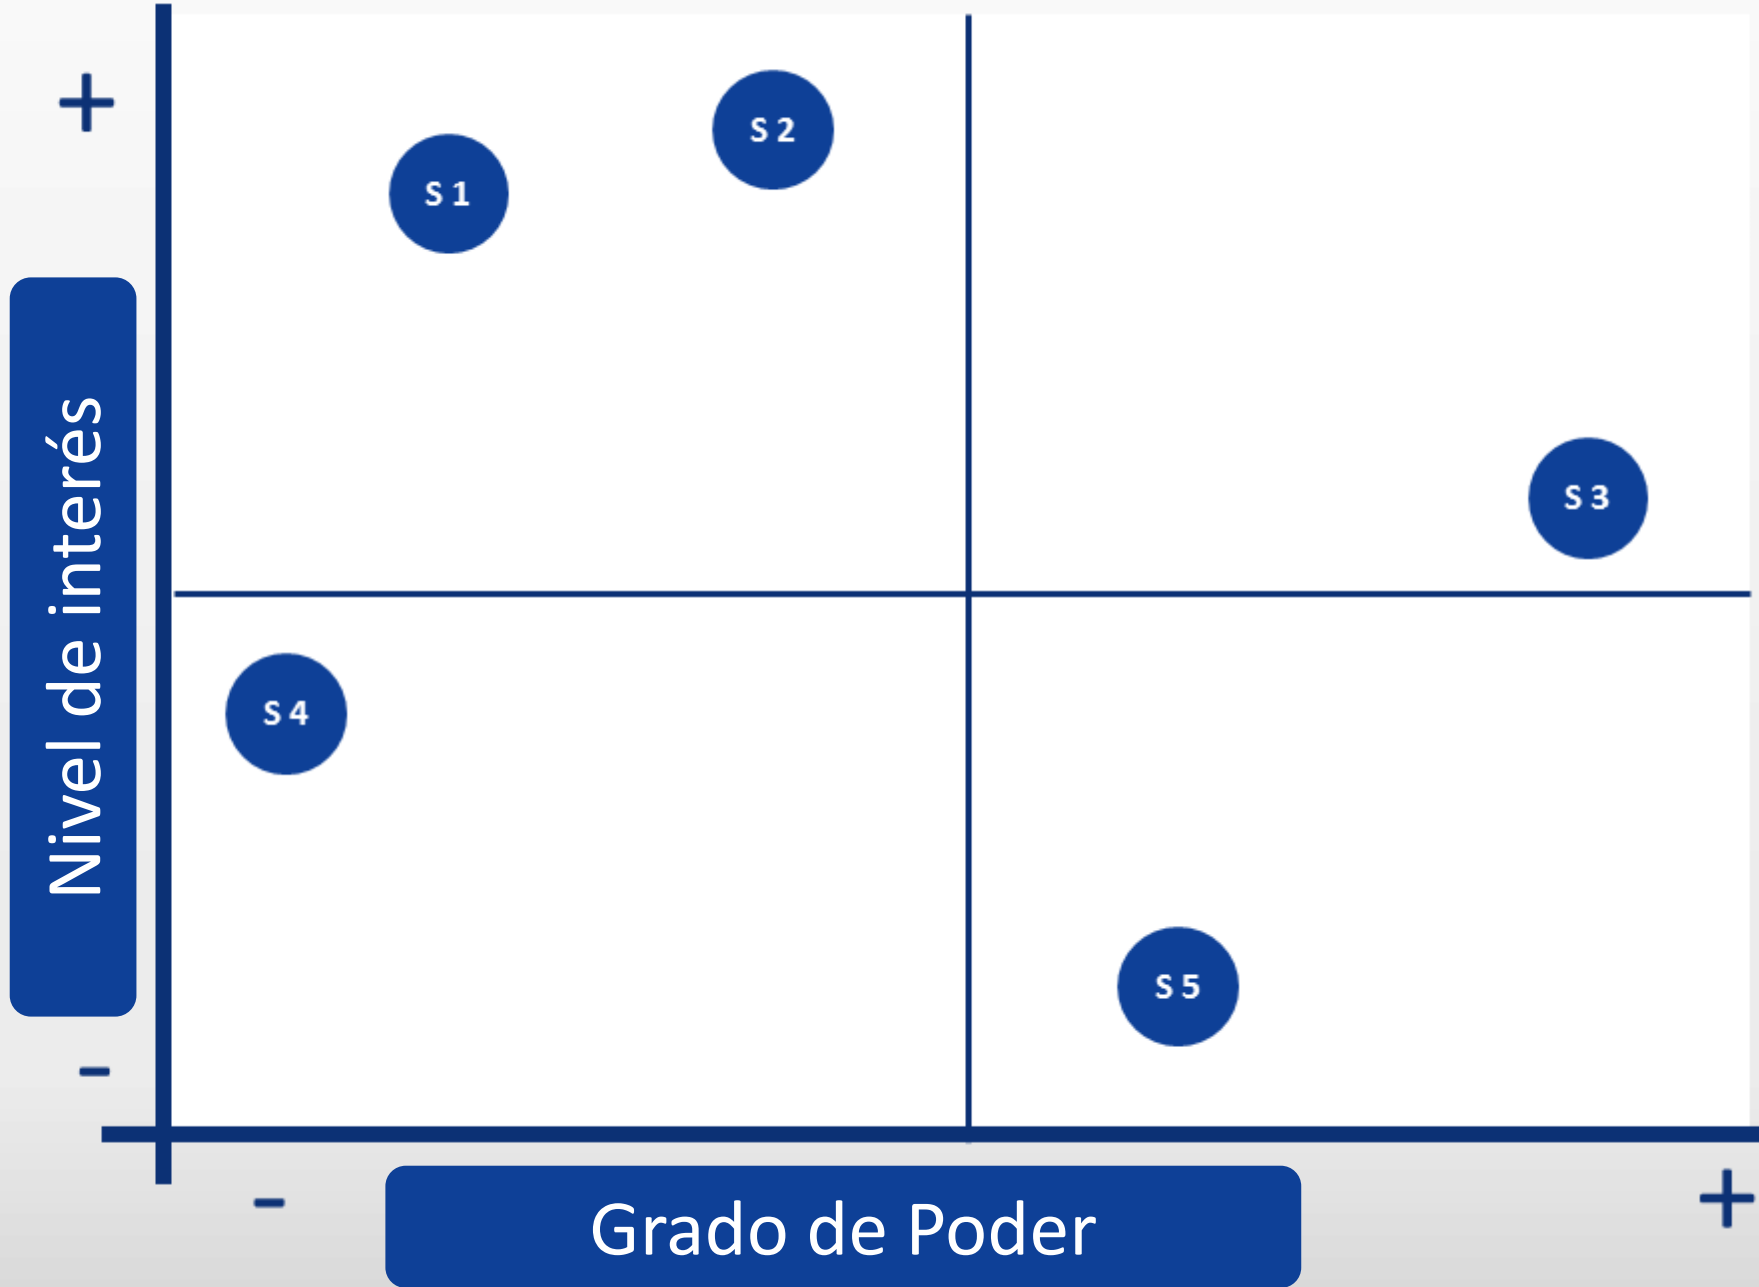 +
S 2
S 1
Nivel de interés
S 3
S 4
S 5
-
-
+
Grado de Poder